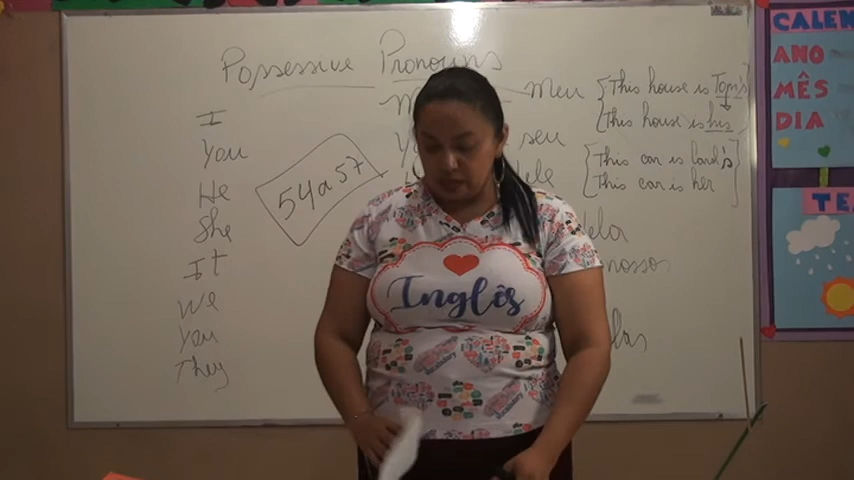 Possessive Pronouns
I
You
He
She
It
We
You
They
54 a 57
meu
seu
dele
dela
nosso
{This house is Tom's}
{This house is his
[This car is Carol's]
This car is her
Inglês
CALEN
ANO
MÊS
DIA
TE